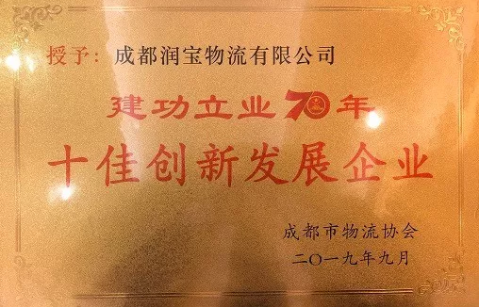 授予：成都润宝物流有限公司
建功立业70年
十佳创新发展企业
成都市物流协会
二〇一九年九月